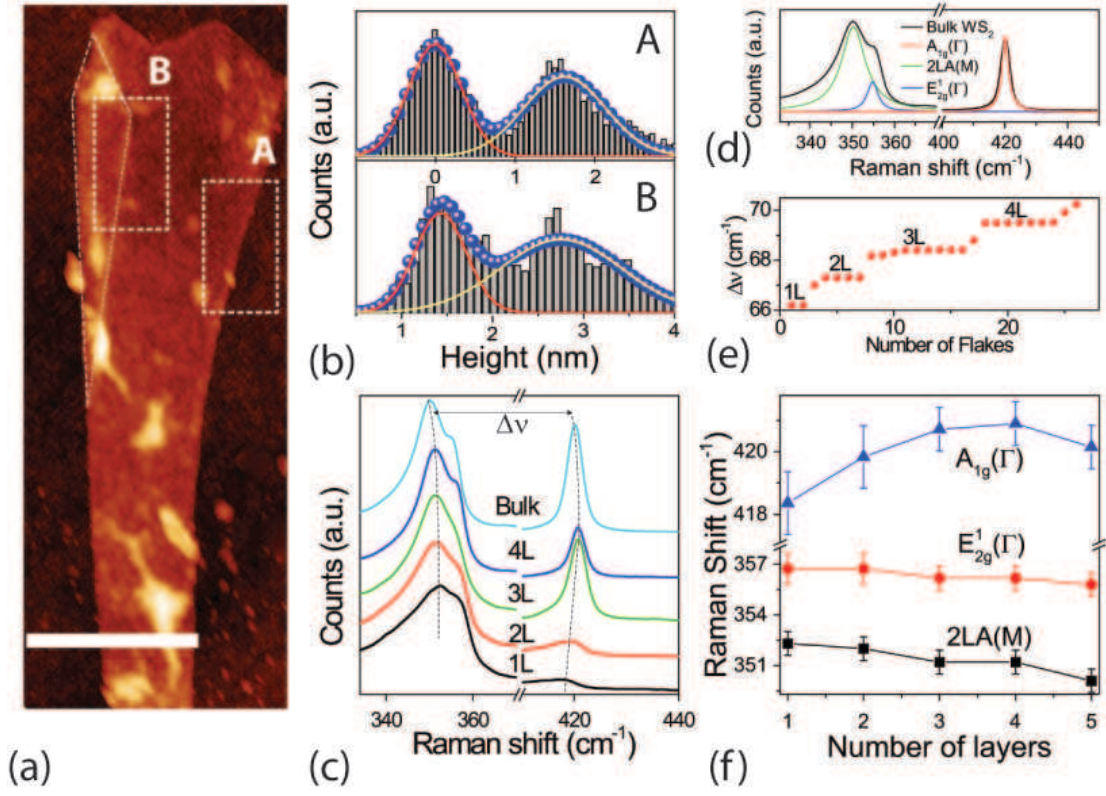 B
A
(a)
A
Counts (a.u.)
0 1 2
B
1 2 3 4
Height (nm)
(b)
Δν
Bulk
4L
3L
2L
1L
Counts (a.u.)
340 360 420 440
Raman shift (cm⁻¹)
(c)
Bulk WS₂
A₁g(Γ)
2LA(M)
E¹₂g(Γ)
Counts (a.u.)
340 350 360 400 420 440
Raman shift (cm⁻¹)
(d)
70
68
66
Δν (cm⁻¹)
1L 2L 3L 4L
0 10 20
Number of Flakes
(e)
420
418
357
354
351
Raman Shift (cm⁻¹)
A₁g(Γ)
E¹₂g(Γ)
2LA(M)
1 2 3 4 5
Number of layers
(f)